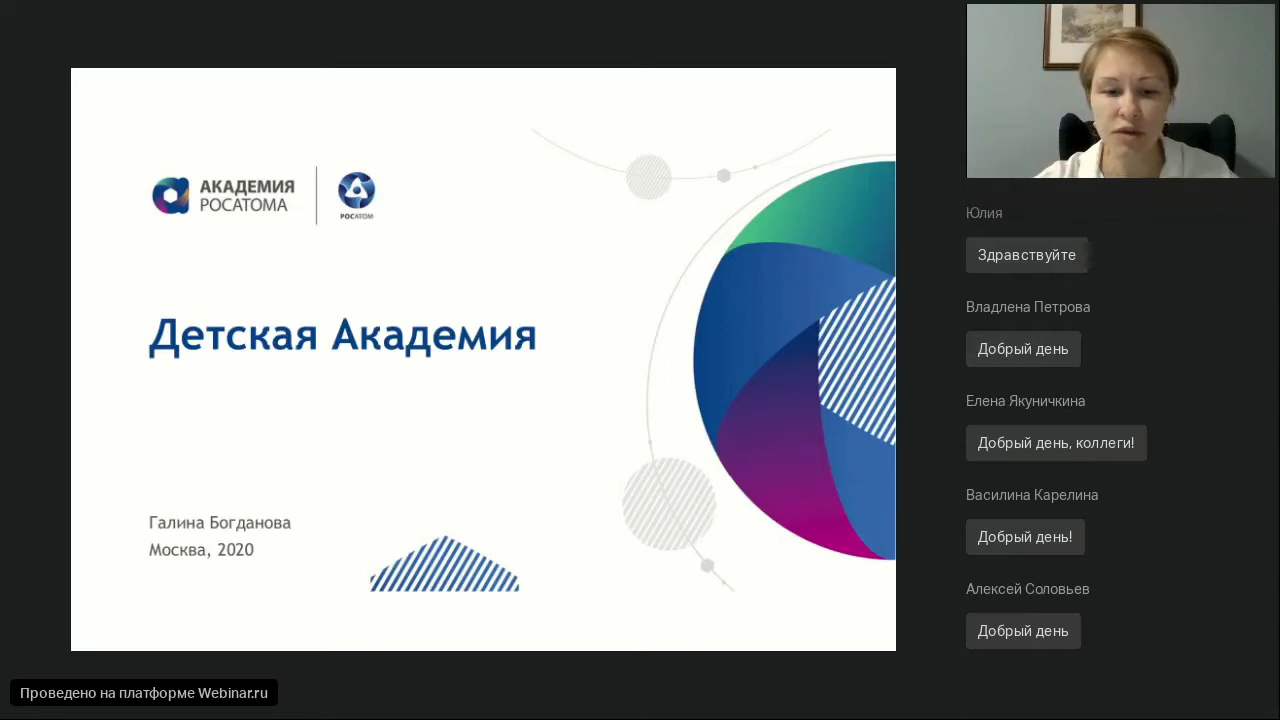 АКАДЕМИЯ
РОСАТОМА
РОСАТОМ
Детская Академия
Галина Богданова
Москва, 2020
Юлия
Здравствуйте
Владлена Петрова
Добрый день
Елена Якуничкина
Добрый день, коллеги!
Василина Карелина
Добрый день!
Алексей Соловьев
Добрый день
Проведено на платформе Webinar.ru